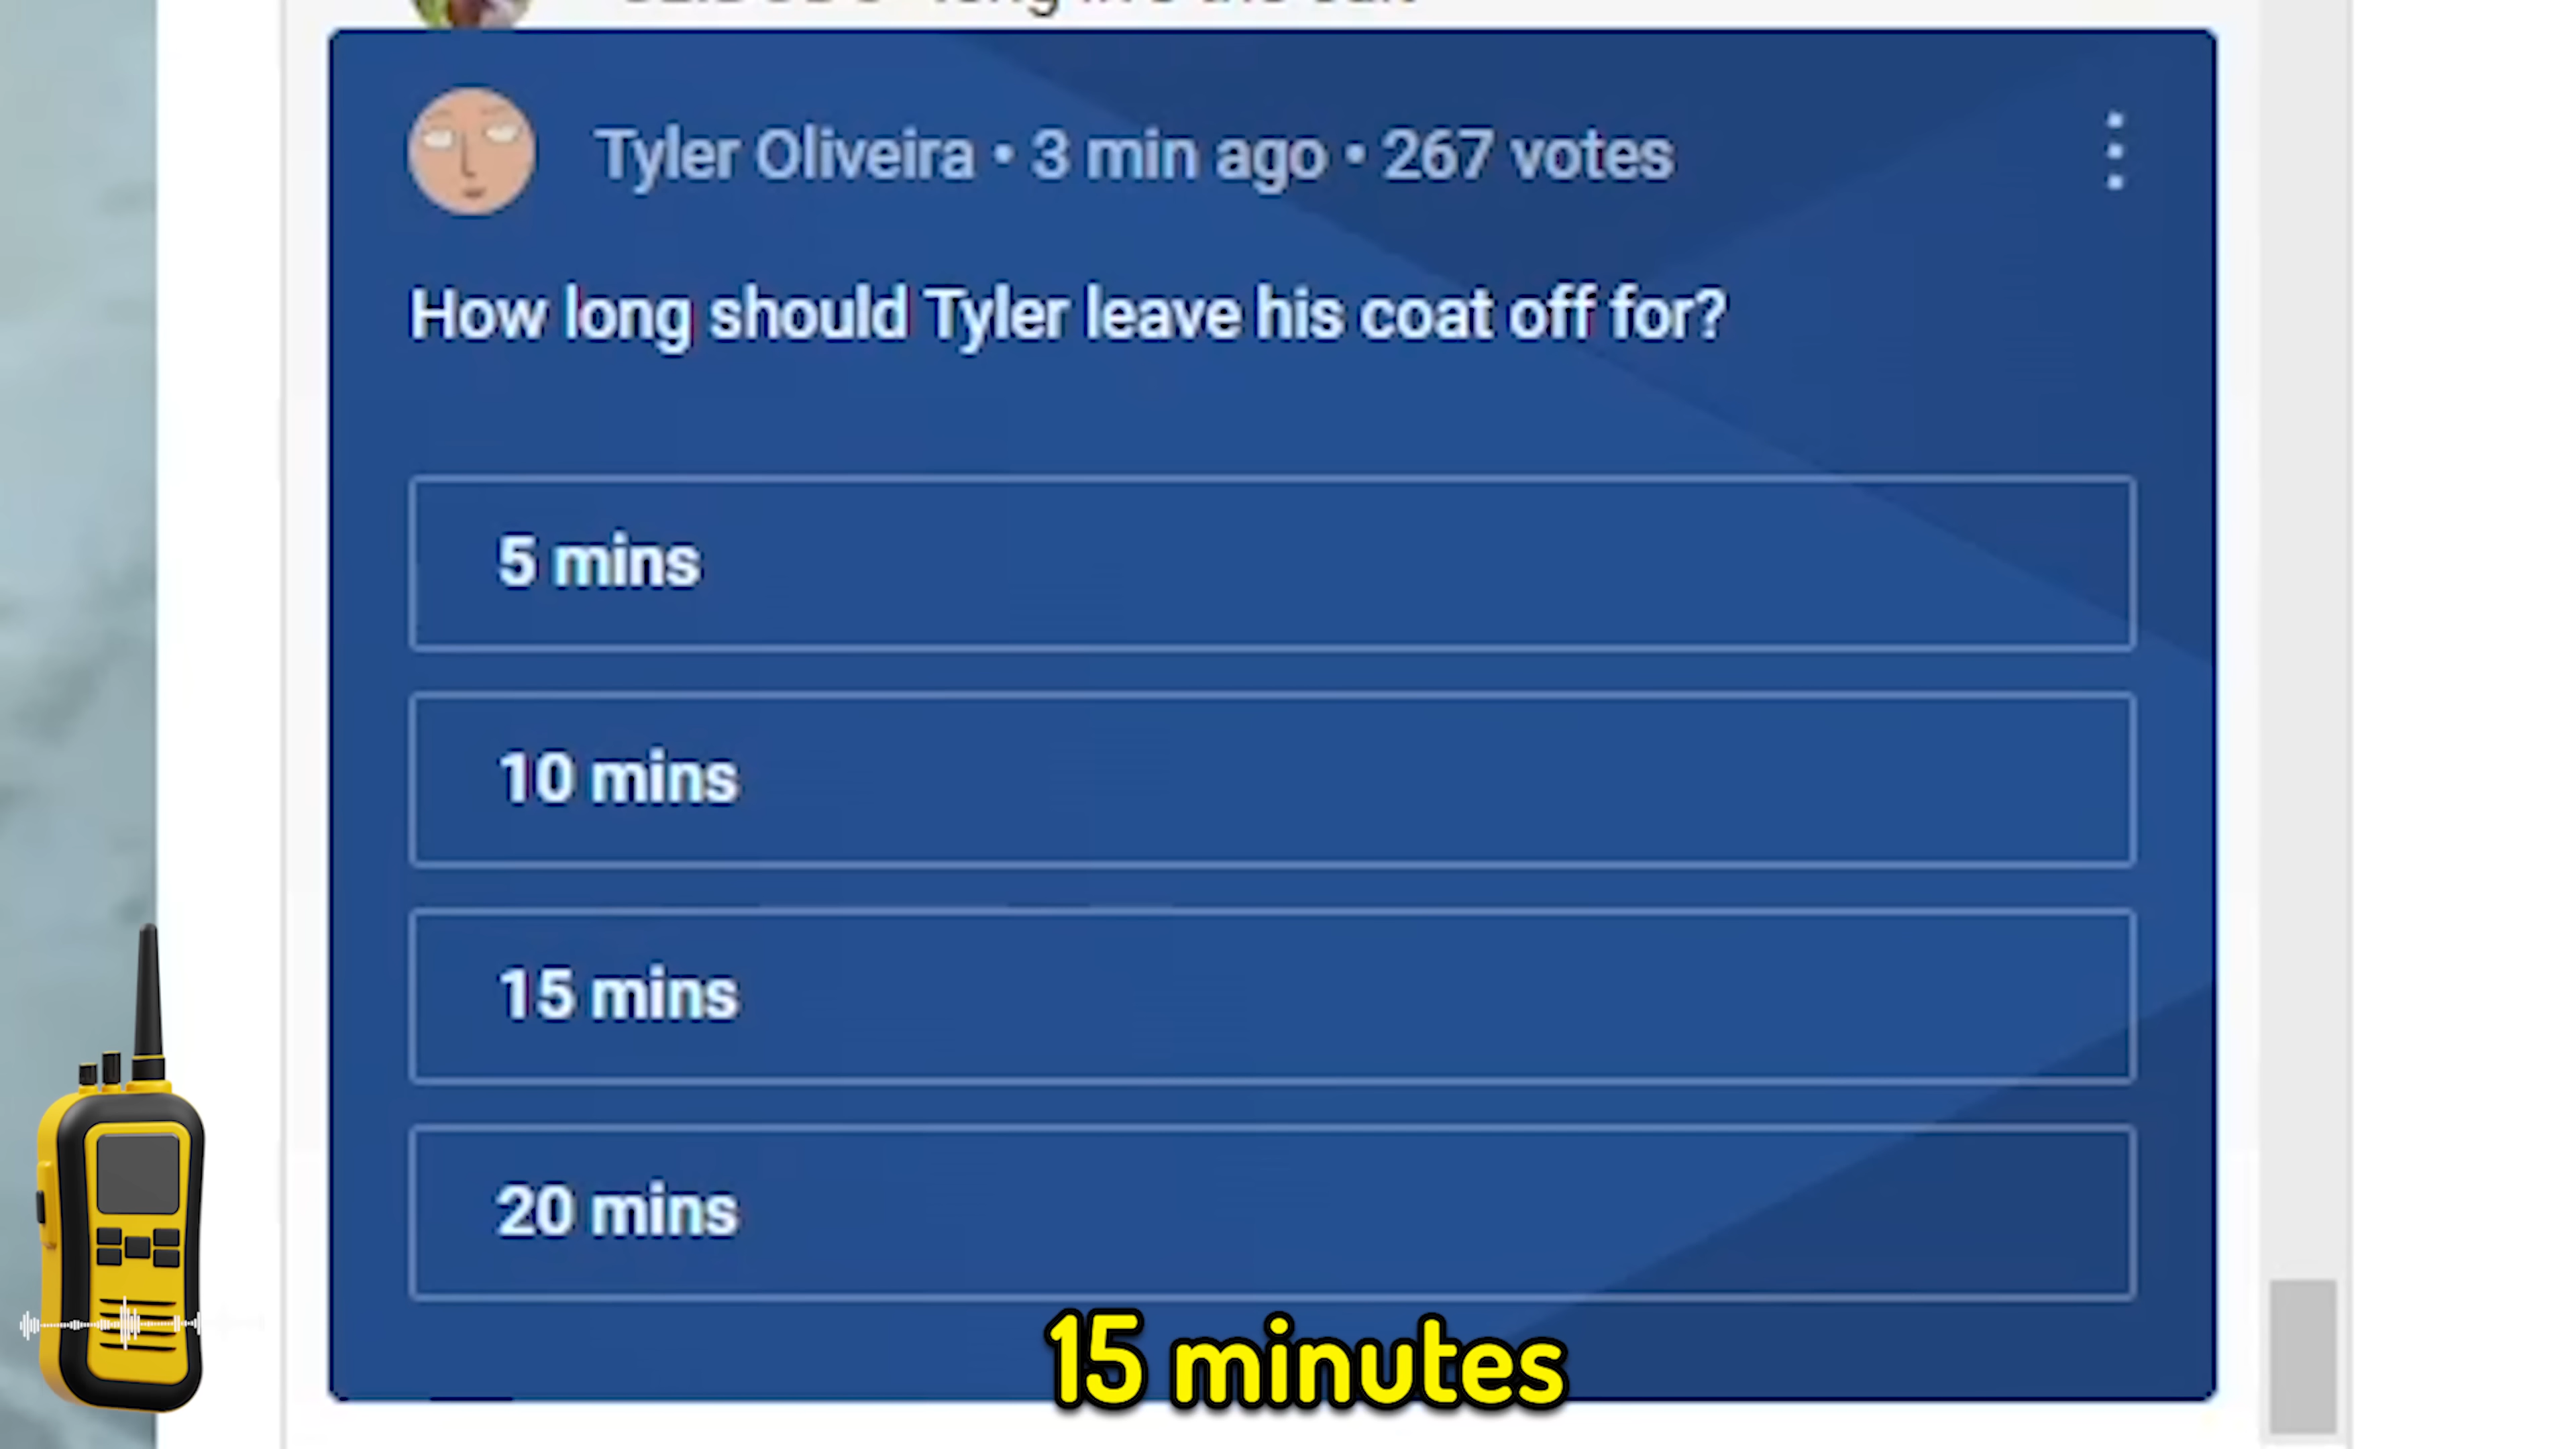 Tyler Oliveira • 3 min ago • 267 votes
How long should Tyler leave his coat off for?
5 mins
10 mins
15 mins
20 mins
15 minutes